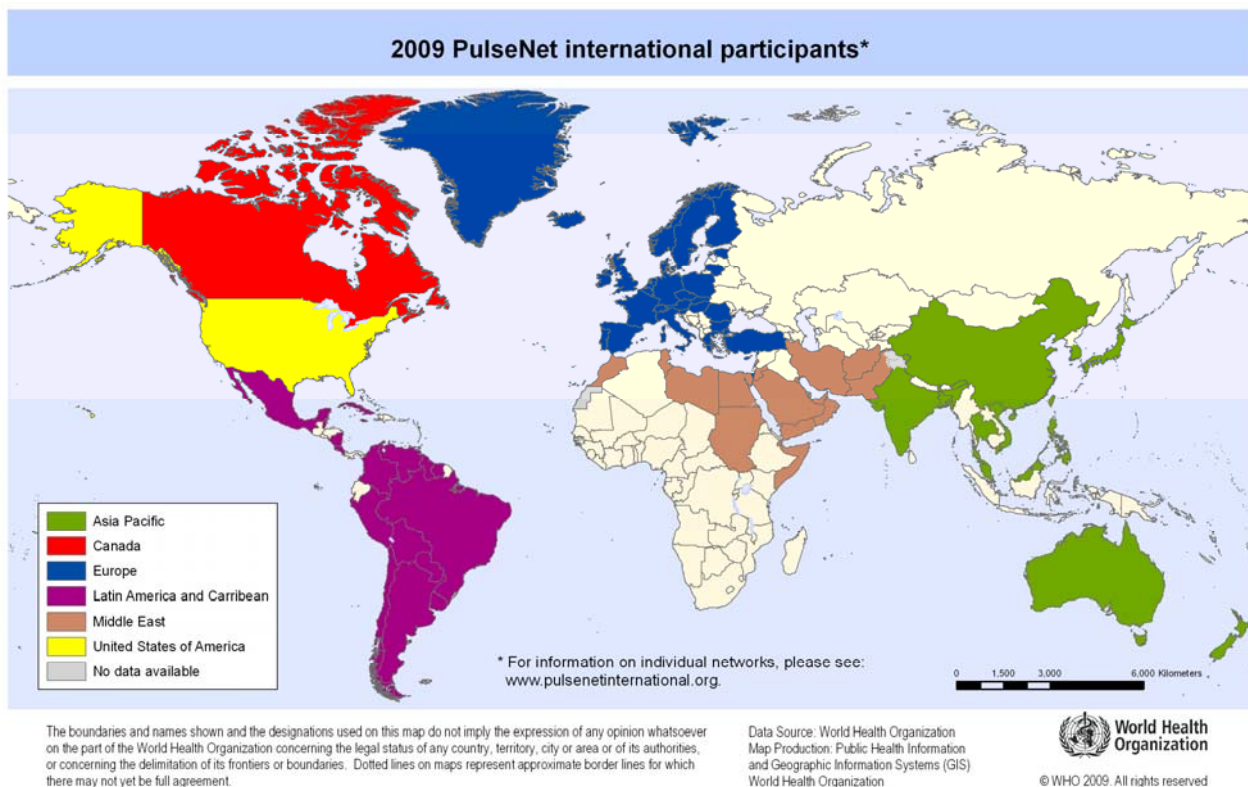 2009 PulseNet international participants*
Asia Pacific
Canada
Europe
Latin America and Carribean
Middle East
United States of America
No data available
* For information on individual networks, please see:
www.pulsenetinternational.org.
0 1,500 3,000 6,000 Kilometers
The boundaries and names shown and the designations used on this map do not imply the expression of any opinion whatsoever
on the part of the World Health Organization concerning the legal status of any country, territory, city or area or of its authorities,
or concerning the delimitation of its frontiers or boundaries. Dotted lines on maps represent approximate border lines for which
there may not yet be full agreement.
Data Source: World Health Organization
Map Production: Public Health Information
and Geographic Information Systems (GIS)
World Health Organization
World Health
Organization
© WHO 2009. All rights reserved